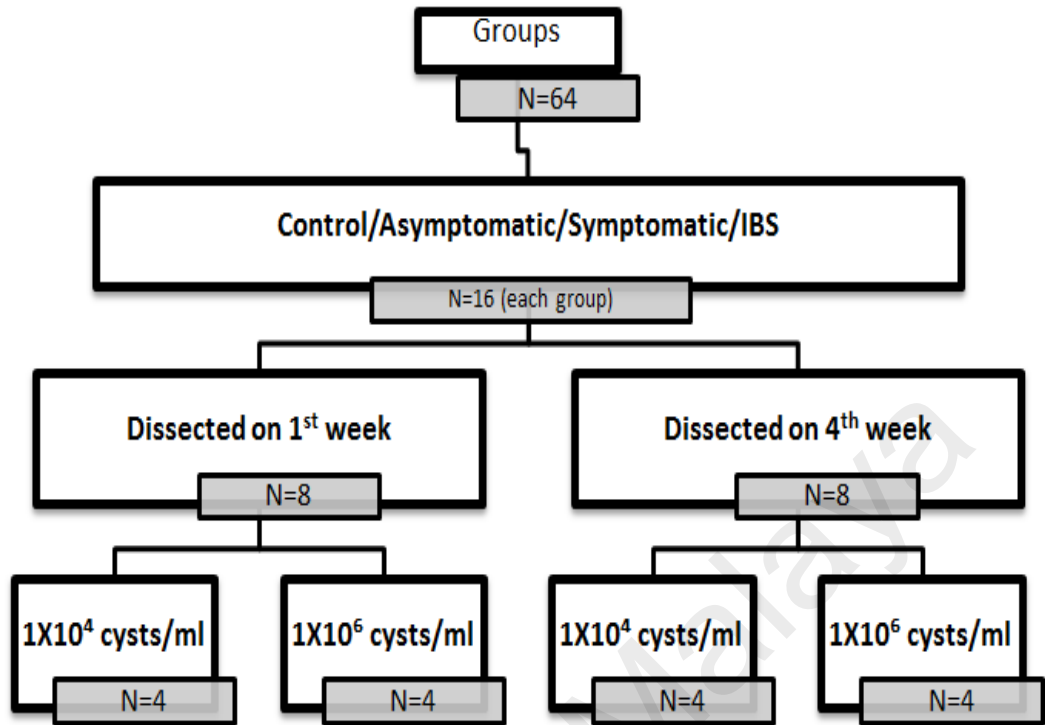 Groups
N=64
Control/Asymptomatic/Symptomatic/IBS
N=16 (each group)
Dissected on 1st week
Dissected on 4th week
N=8
N=8
1X10⁴ cysts/ml
1X10⁶ cysts/ml
1X10⁴ cysts/ml
1X10⁶ cysts/ml
N=4
N=4
N=4
N=4
Malaya